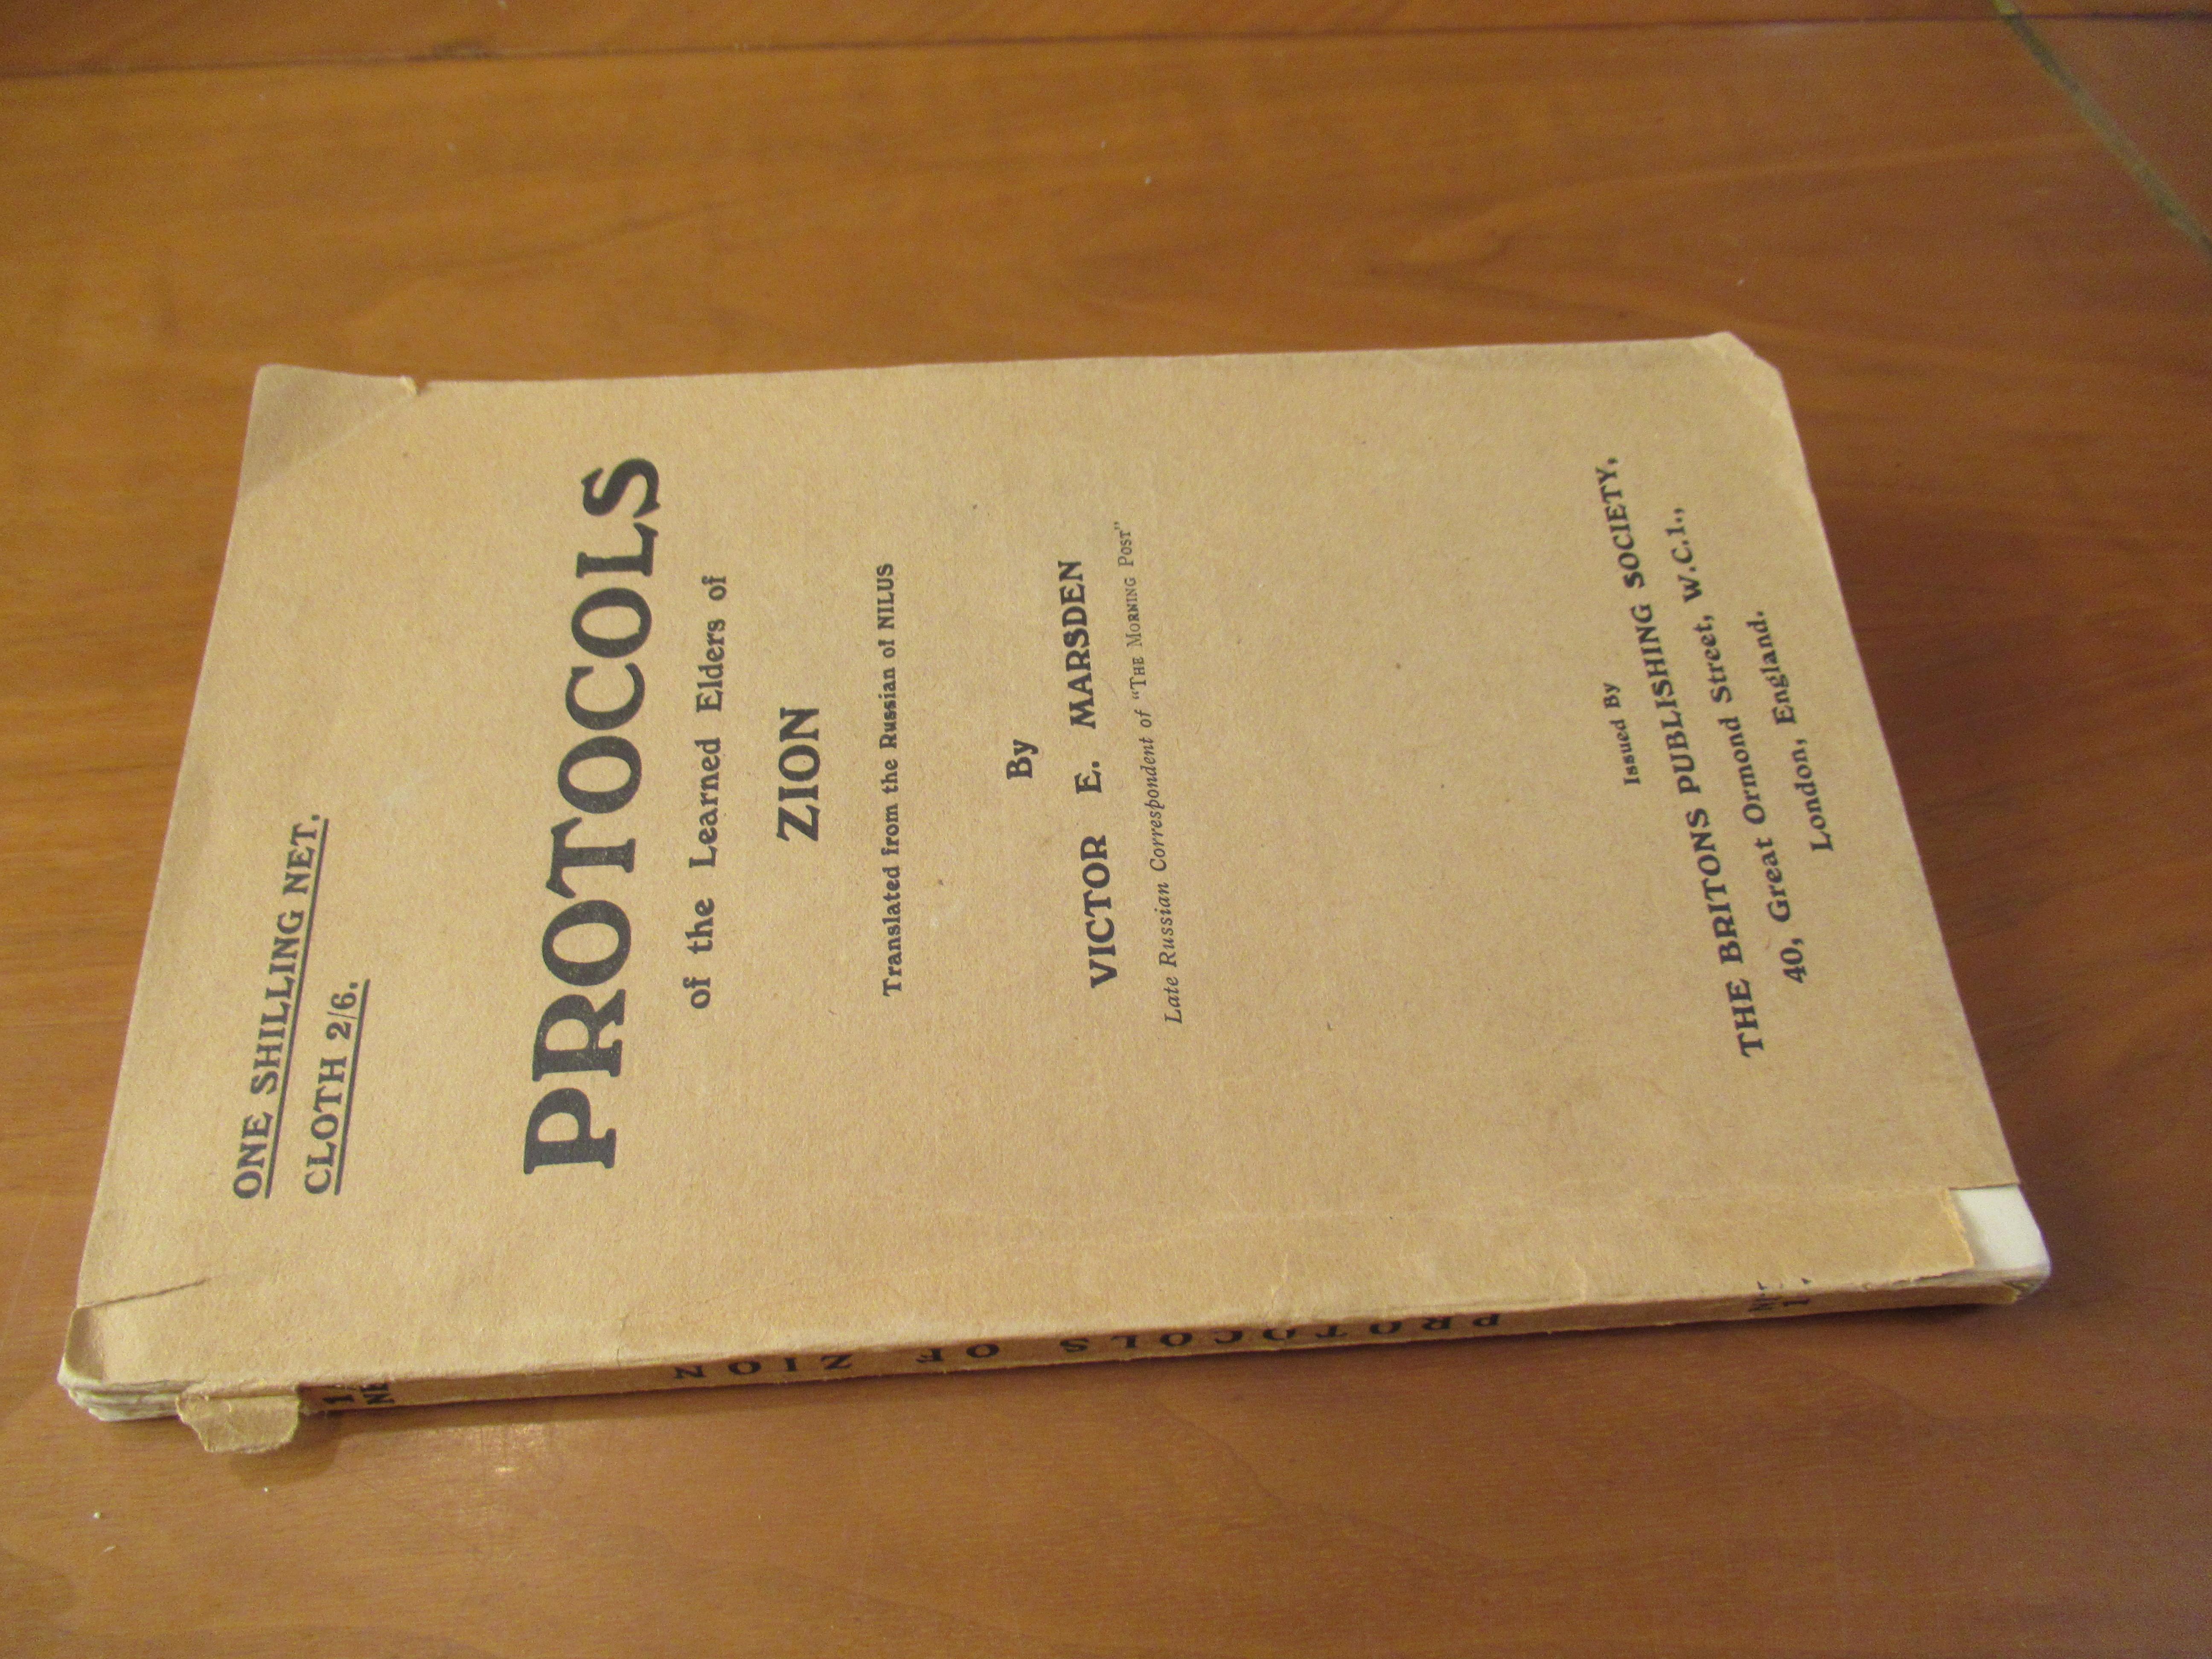 ONE SHILLING NET.
CLOTH 2/6.
PROTOCOLS
of the Learned Elders of
ZION
Translated from the Russian of NILUS
By
VICTOR E. MARSDEN
Late Russian Correspondent of "THE MORNING POST"
Issued By
THE BRITONS PUBLISHING SOCIETY,
40, Great Ormond Street, W.C.1.,
London, England.
PROTOCOLS OF ZION